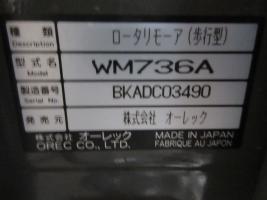 種類 Description ロータリモーア(歩行型)
型式名 Model WM736A
製造番号 Serial No. BKADC03490
発売元 株式会社 オーレック
株式会社 オーレック MADE IN JAPAN
OREC CO., LTD. FABRIQUE AU JAPON